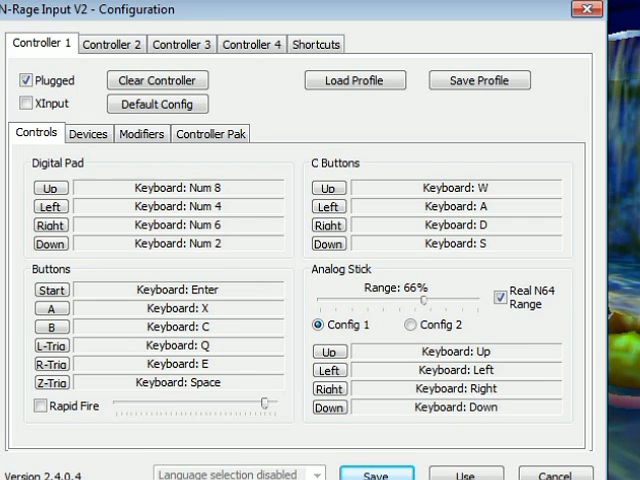 N-Rage Input V2 - Configuration
Controller 1 Controller 2 Controller 3 Controller 4 Shortcuts
Plugged Clear Controller Load Profile Save Profile
XInput Default Config
Controls Devices Modifiers Controller Pak
Digital Pad
Up Keyboard: Num 8
Left Keyboard: Num 4
Right Keyboard: Num 6
Down Keyboard: Num 2
C Buttons
Up Keyboard: W
Left Keyboard: A
Right Keyboard: D
Down Keyboard: S
Buttons
Start Keyboard: Enter
A Keyboard: X
B Keyboard: C
L-Trig Keyboard: Q
R-Trig Keyboard: E
Z-Trig Keyboard: Space
Rapid Fire
Analog Stick
Range: 66%
Real N64
Range
Config 1 Config 2
Up Keyboard: Up
Left Keyboard: Left
Right Keyboard: Right
Down Keyboard: Down
Version 2.4.0.4 Language selection disabled Save Use Cancel